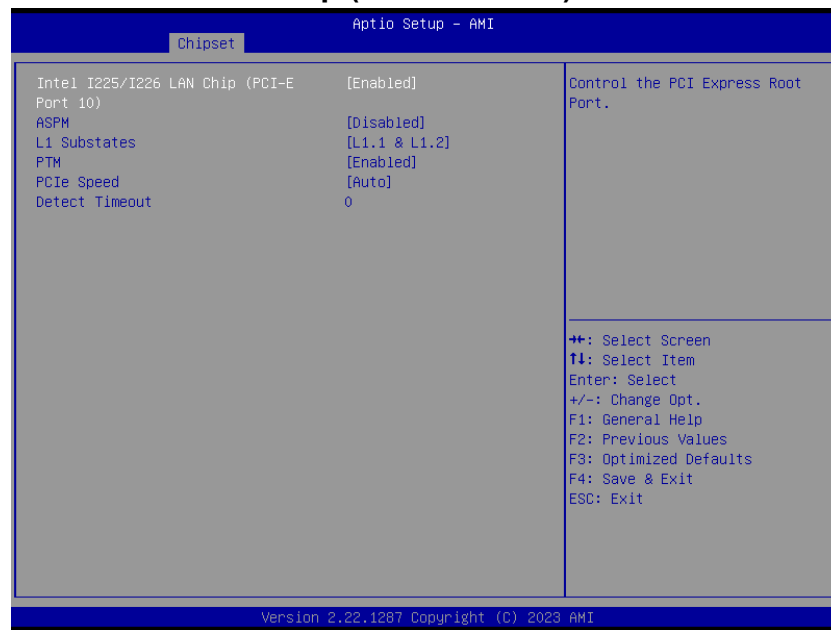 Aptio Setup – AMI
Chipset
Intel I225/I226 LAN Chip (PCI-E [Enabled]
Port 10)
ASPM [Disabled]
L1 Substates [L1.1 & L1.2]
PTM [Enabled]
PCIe Speed [Auto]
Detect Timeout 0
Control the PCI Express Root
Port.
→←: Select Screen
↑↓: Select Item
Enter: Select
+/-: Change Opt.
F1: General Help
F2: Previous Values
F3: Optimized Defaults
F4: Save & Exit
ESC: Exit
Version 2.22.1287 Copyright (C) 2023 AMI